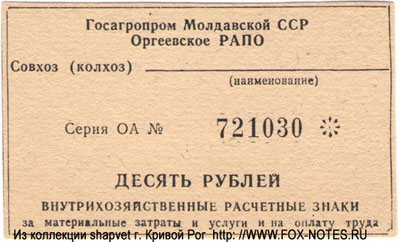 Госагропром Молдавской ССР
Оргеевское РАПО
Совхоз (колхоз)
(наименование)
Серия ОА № 721030
ДЕСЯТЬ РУБЛЕЙ
ВНУТРИХОЗЯЙСТВЕННЫЕ РАСЧЕТНЫЕ ЗНАКИ
за материальные затраты и услуги и на оплату труда
Из коллекции shapvet г. Кривой Рог http://WWW.FOX-NOTES.RU